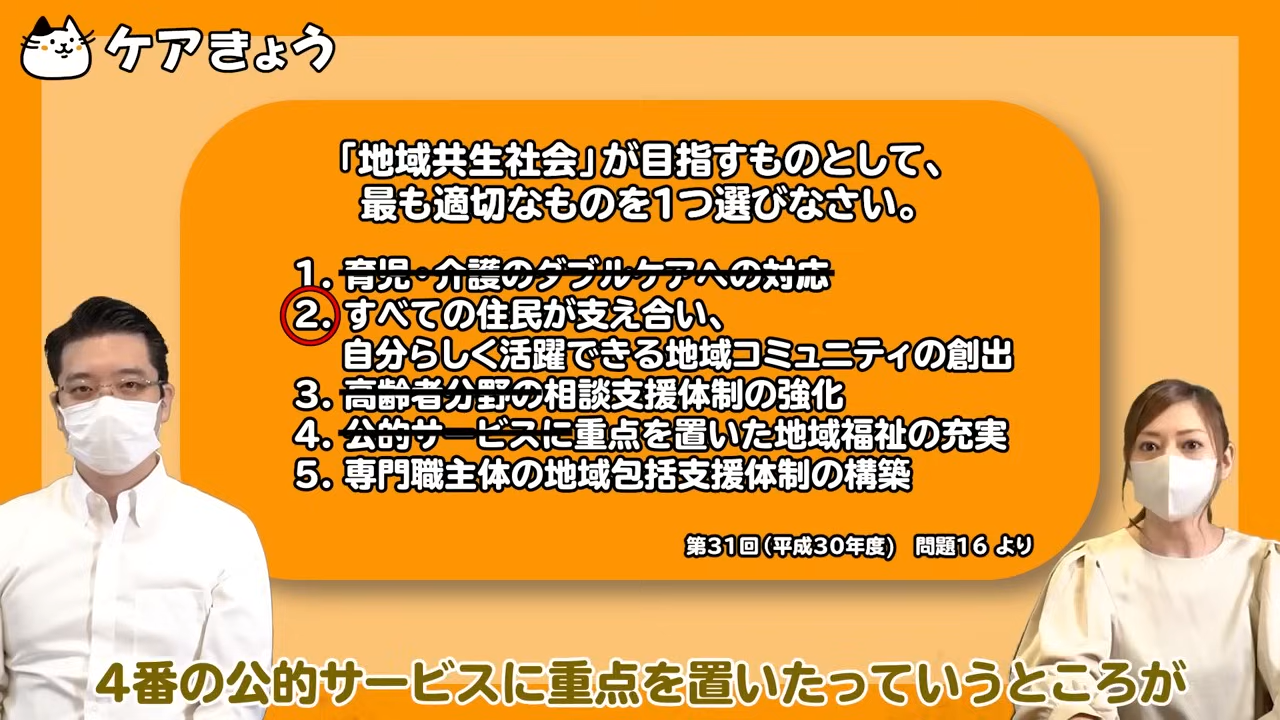 ケアきょう
「地域共生社会」が目指すものとして、
最も適切なものを1つ選びなさい。
1. 育児・介護のダブルケアへの対応
2. すべての住民が支え合い、
自分らしく活躍できる地域コミュニティの創出
3. 高齢者分野の相談支援体制の強化
4. 公的サービスに重点を置いた地域福祉の充実
5. 専門職主体の地域包括支援体制の構築
第31回(平成30年度) 問題16 より
4番の公的サービスに重点を置いたっていうところが